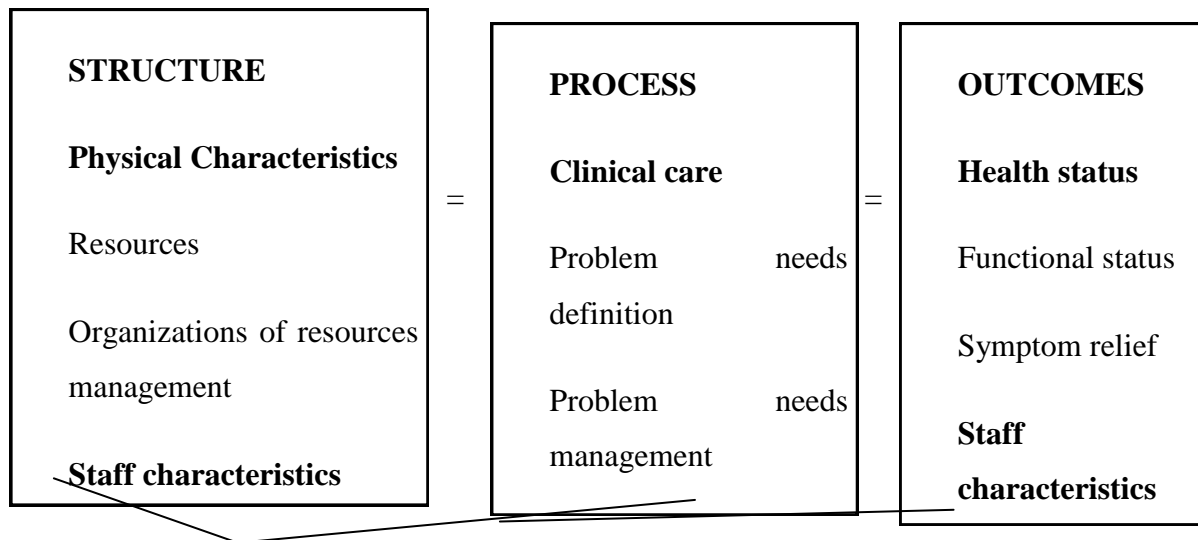 STRUCTURE
Physical Characteristics
Resources
Organizations of resources
management
Staff characteristics
=
PROCESS
Clinical care
Problem needs
definition
Problem needs
management
=
OUTCOMES
Health status
Functional status
Symptom relief
Staff
characteristics